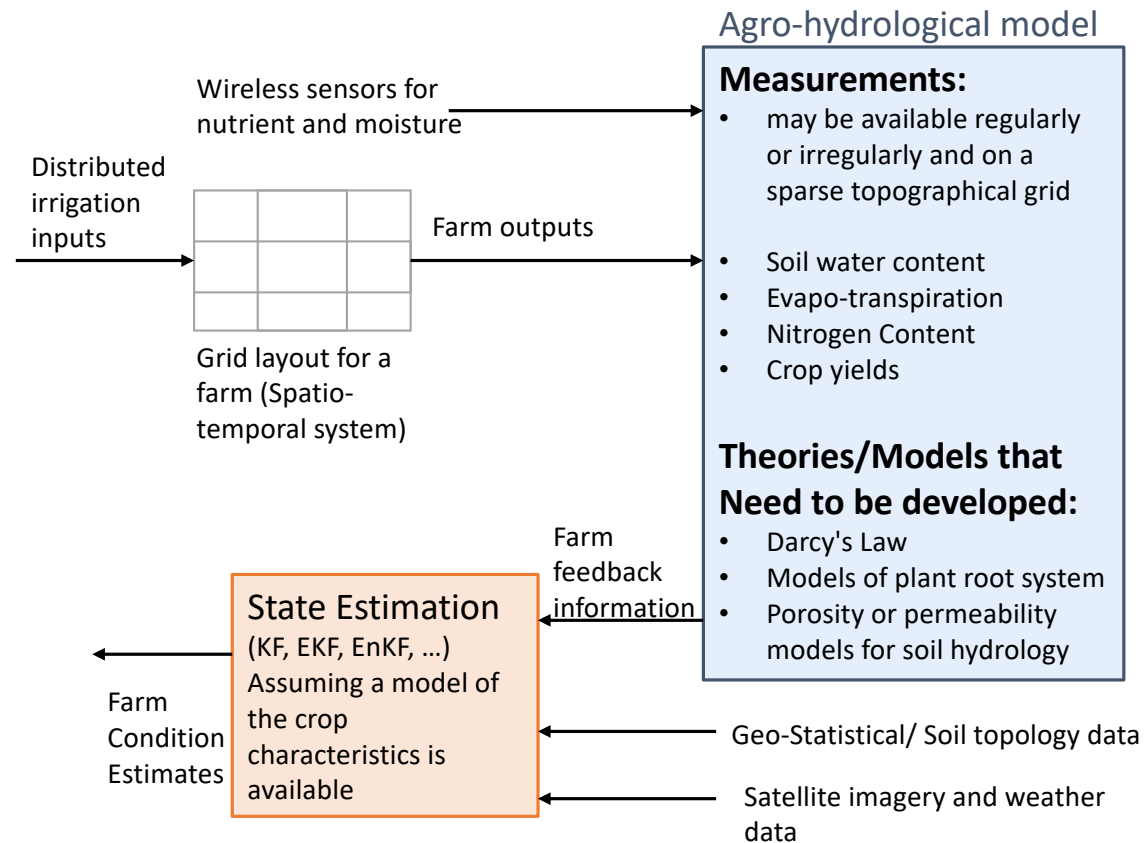 Agro-hydrological model
Wireless sensors for
nutrient and moisture
Distributed
irrigation
inputs
Farm outputs
Grid layout for a
farm (Spatio-
temporal system)
Measurements:
• may be available regularly
or irregularly and on a
sparse topographical grid
• Soil water content
• Evapo-transpiration
• Nitrogen Content
• Crop yields
Theories/Models that
Need to be developed:
• Darcy's Law
• Models of plant root system
• Porosity or permeability
models for soil hydrology
Farm
feedback
information
State Estimation
(KF, EKF, EnKF, ...)
Assuming a model of
the crop
characteristics is
available
Farm
Condition
Estimates
Geo-Statistical/ Soil topology data
Satellite imagery and weather
data